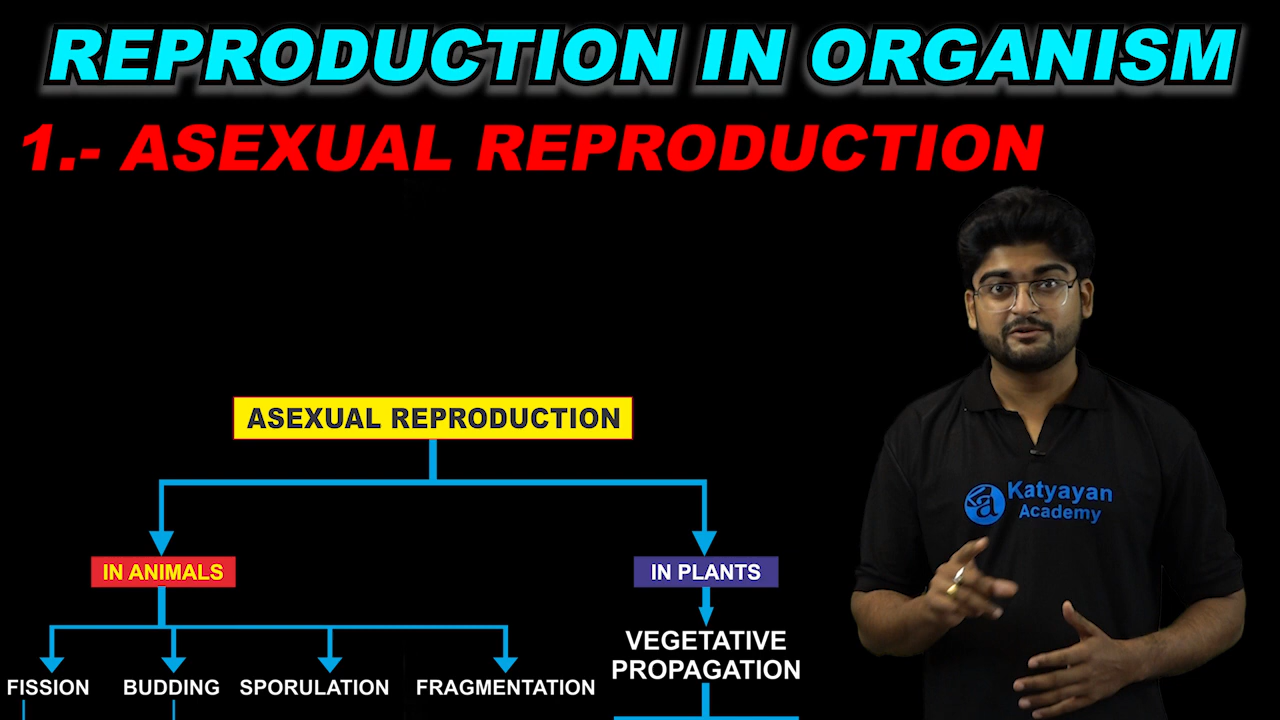 REPRODUCTION IN ORGANISM
1.- ASEXUAL REPRODUCTION
ASEXUAL REPRODUCTION
IN ANIMALS
IN PLANTS
VEGETATIVE
PROPAGATION
FISSION
BUDDING
SPORULATION
FRAGMENTATION
Katyayan
Academy